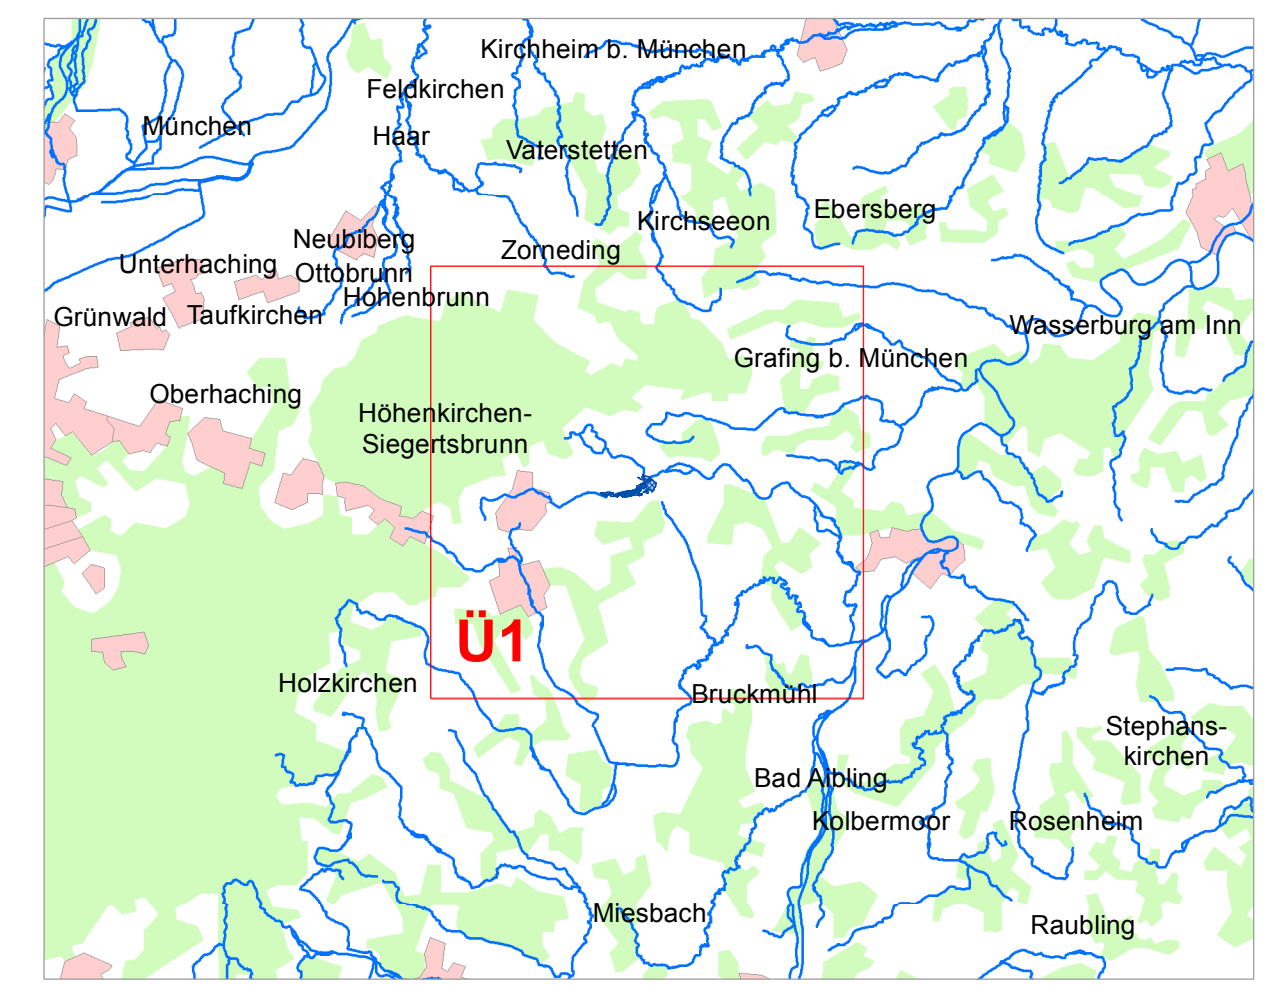 Kirchheim b. München
Feldkirchen
München
Haar
Vaterstetten
Ebersberg
Kirchseeon
Neubiberg
Zorneding
Unterhaching
Ottobrunn
Hohenbrunn
Grünwald
Taufkirchen
Wasserburg am Inn
Grafing b. München
Oberhaching
Höhenkirchen-
Siegertsbrunn
Ü1
Holzkirchen
Bruckmühl
Stephans-
kirchen
Bad Aibling
Kolbermoor
Rosenheim
Miesbach
Raubling